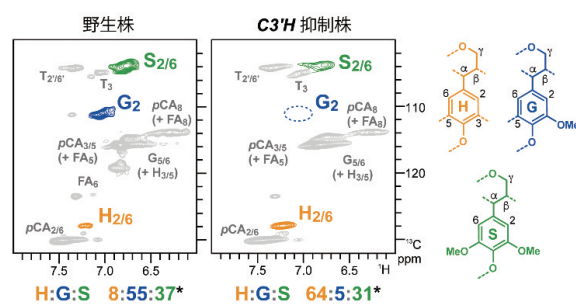 野生株
C3'H 抑制株
T2'/6'
T3
S2/6
G2
pCA8
(+ FA8)
pCA3/5
(+ FA5)
G5/6
(+ H3/5)
FA6
pCA2/6
H2/6
7.5
7.0
6.5
T2'/6'
T3
S2/6
G2
pCA8
(+ FA8)
pCA3/5
(+ FA5)
G5/6
(+ H3/5)
pCA2/6
H2/6
7.5
7.0
6.5
1H
110
120
13C
ppm
H:G:S 8:55:37*
H:G:S 64:5:31*
O
γ
α
β
6
2
H
5
3
O
O
γ
α
β
6
2
G
5
OMe
O
O
γ
α
β
6
2
S
MeO
OMe
O